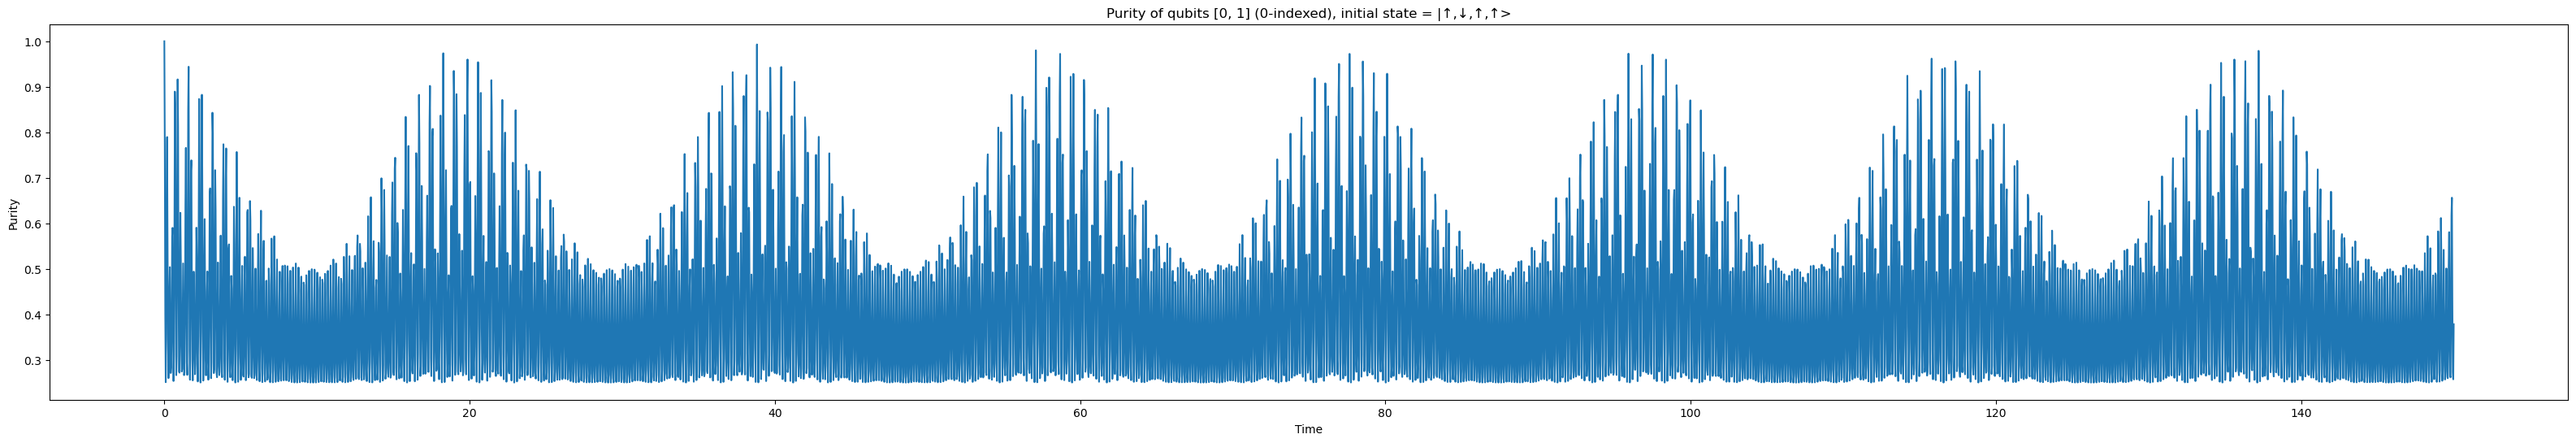 Purity of qubits [0, 1] (0-indexed), initial state = |↑,↓,↑,↑>
Purity
1.0
0.9
0.8
0.7
0.6
0.5
0.4
0.3
0 20 40 60 80 100 120 140
Time